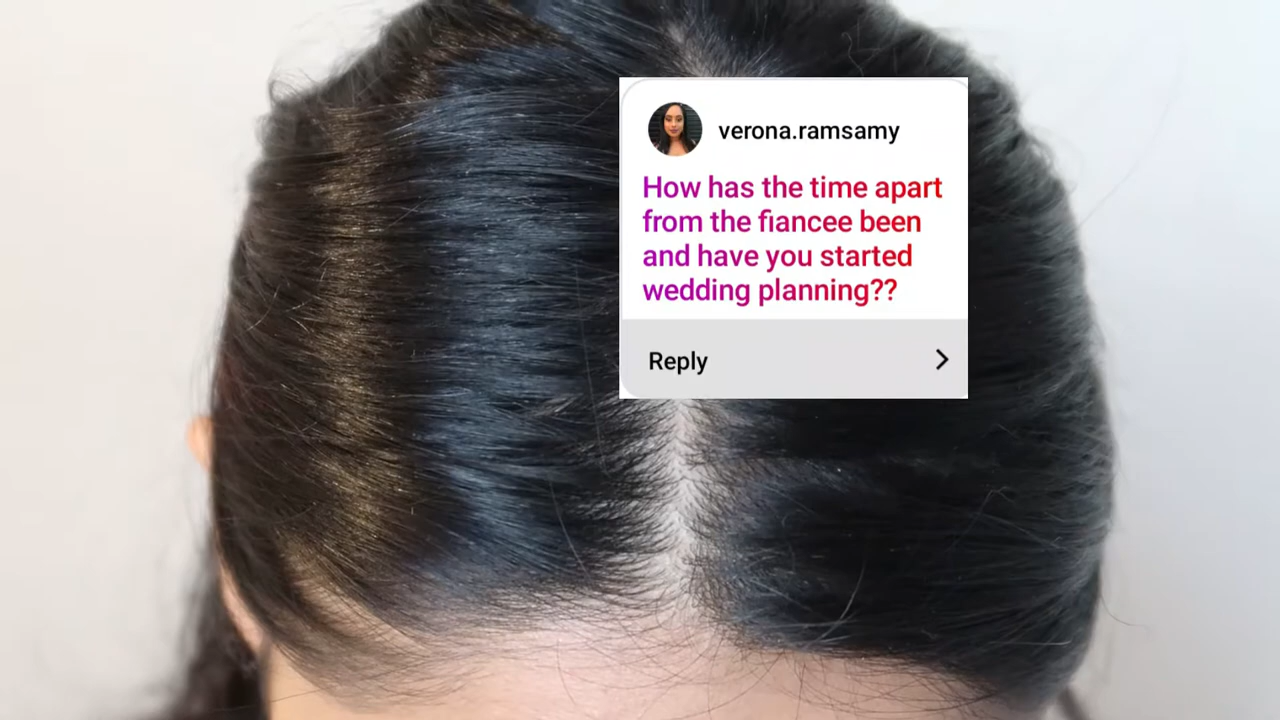 verona.ramsamy
How has the time apart
from the fiancee been
and have you started
wedding planning??
Reply